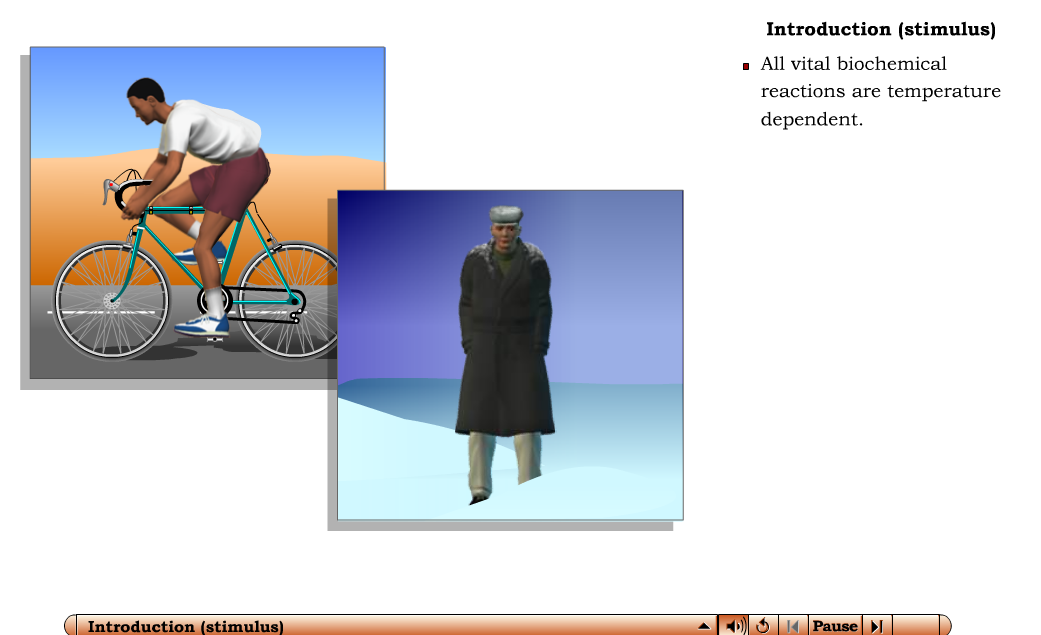 Introduction (stimulus)
All vital biochemical
reactions are temperature
dependent.
Introduction (stimulus)
Pause